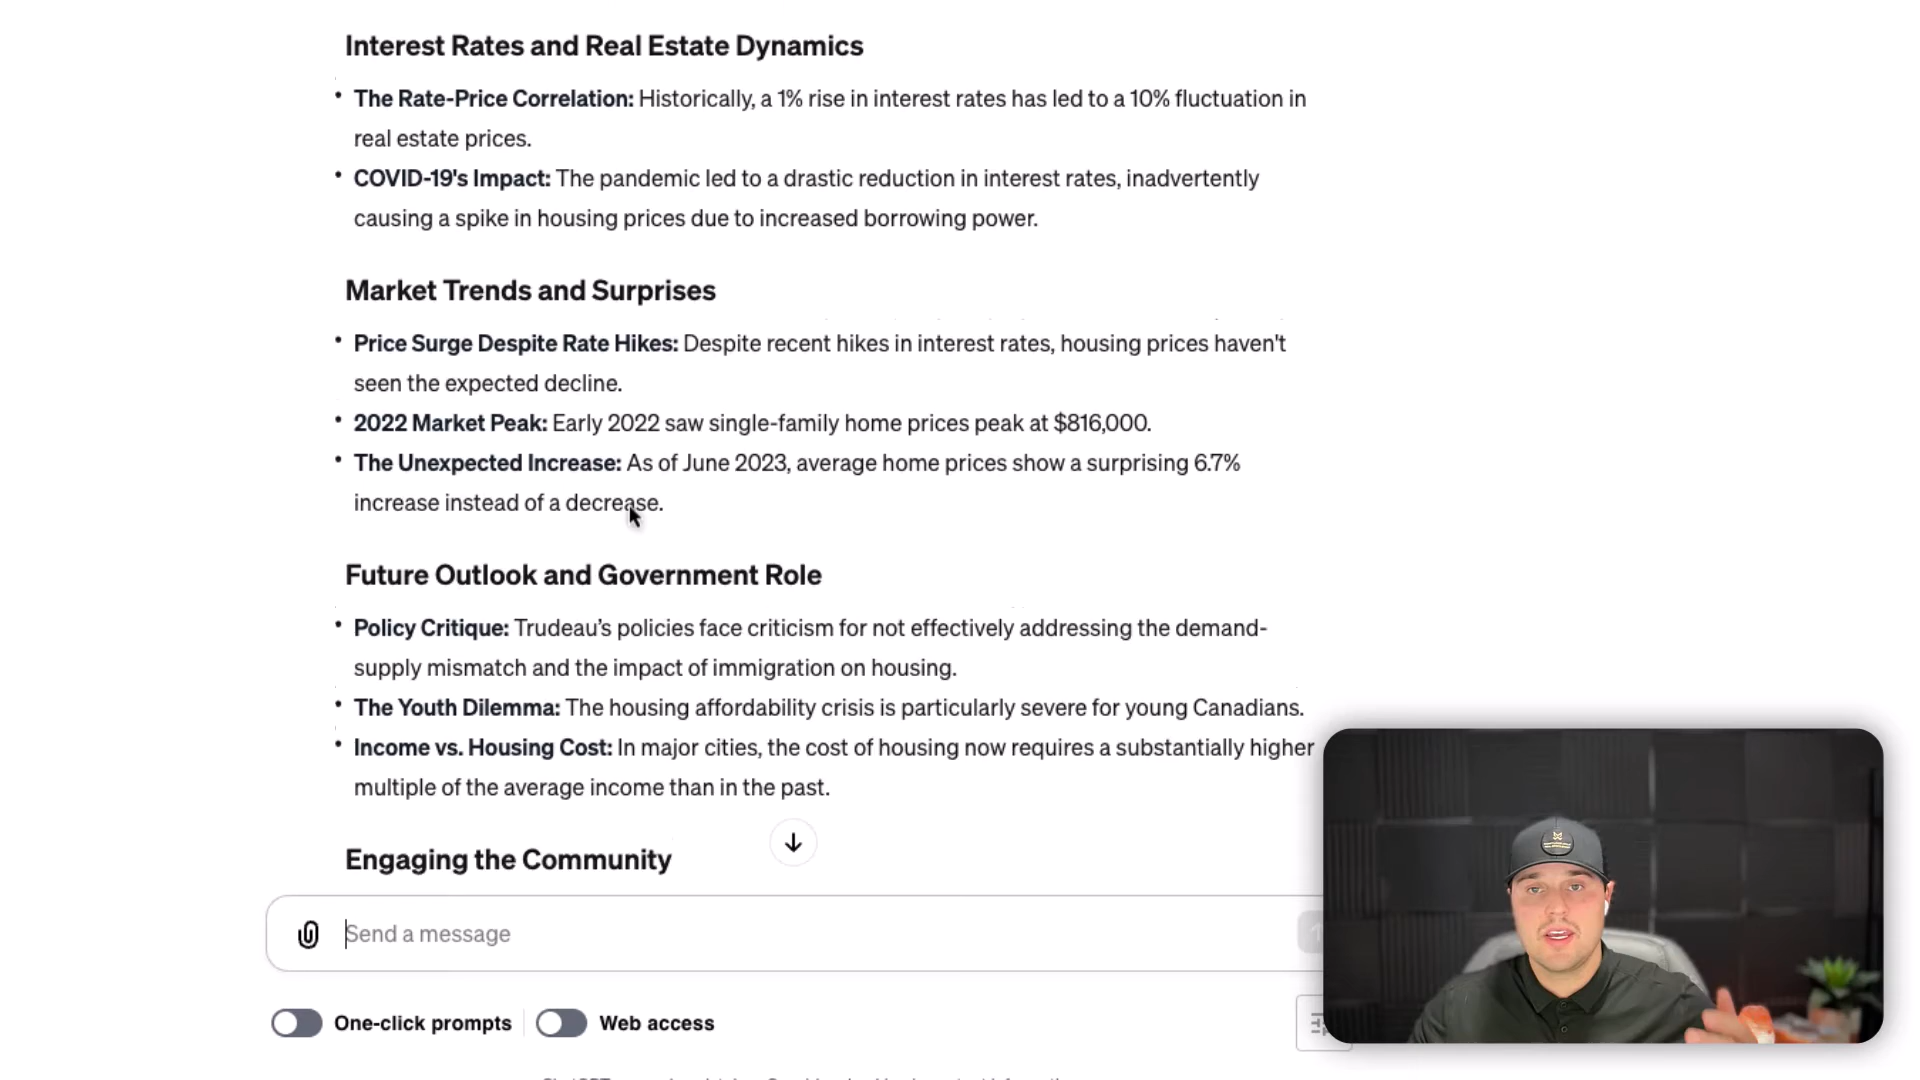 Interest Rates and Real Estate Dynamics
• The Rate-Price Correlation: Historically, a 1% rise in interest rates has led to a 10% fluctuation in
real estate prices.
• COVID-19's Impact: The pandemic led to a drastic reduction in interest rates, inadvertently
causing a spike in housing prices due to increased borrowing power.
Market Trends and Surprises
• Price Surge Despite Rate Hikes: Despite recent hikes in interest rates, housing prices haven't
seen the expected decline.
• 2022 Market Peak: Early 2022 saw single-family home prices peak at $816,000.
• The Unexpected Increase: As of June 2023, average home prices show a surprising 6.7%
increase instead of a decrease.
Future Outlook and Government Role
• Policy Critique: Trudeau’s policies face criticism for not effectively addressing the demand-
supply mismatch and the impact of immigration on housing.
• The Youth Dilemma: The housing affordability crisis is particularly severe for young Canadians.
• Income vs. Housing Cost: In major cities, the cost of housing now requires a substantially higher
multiple of the average income than in the past.
Engaging the Community
Send a message
One-click prompts
Web access